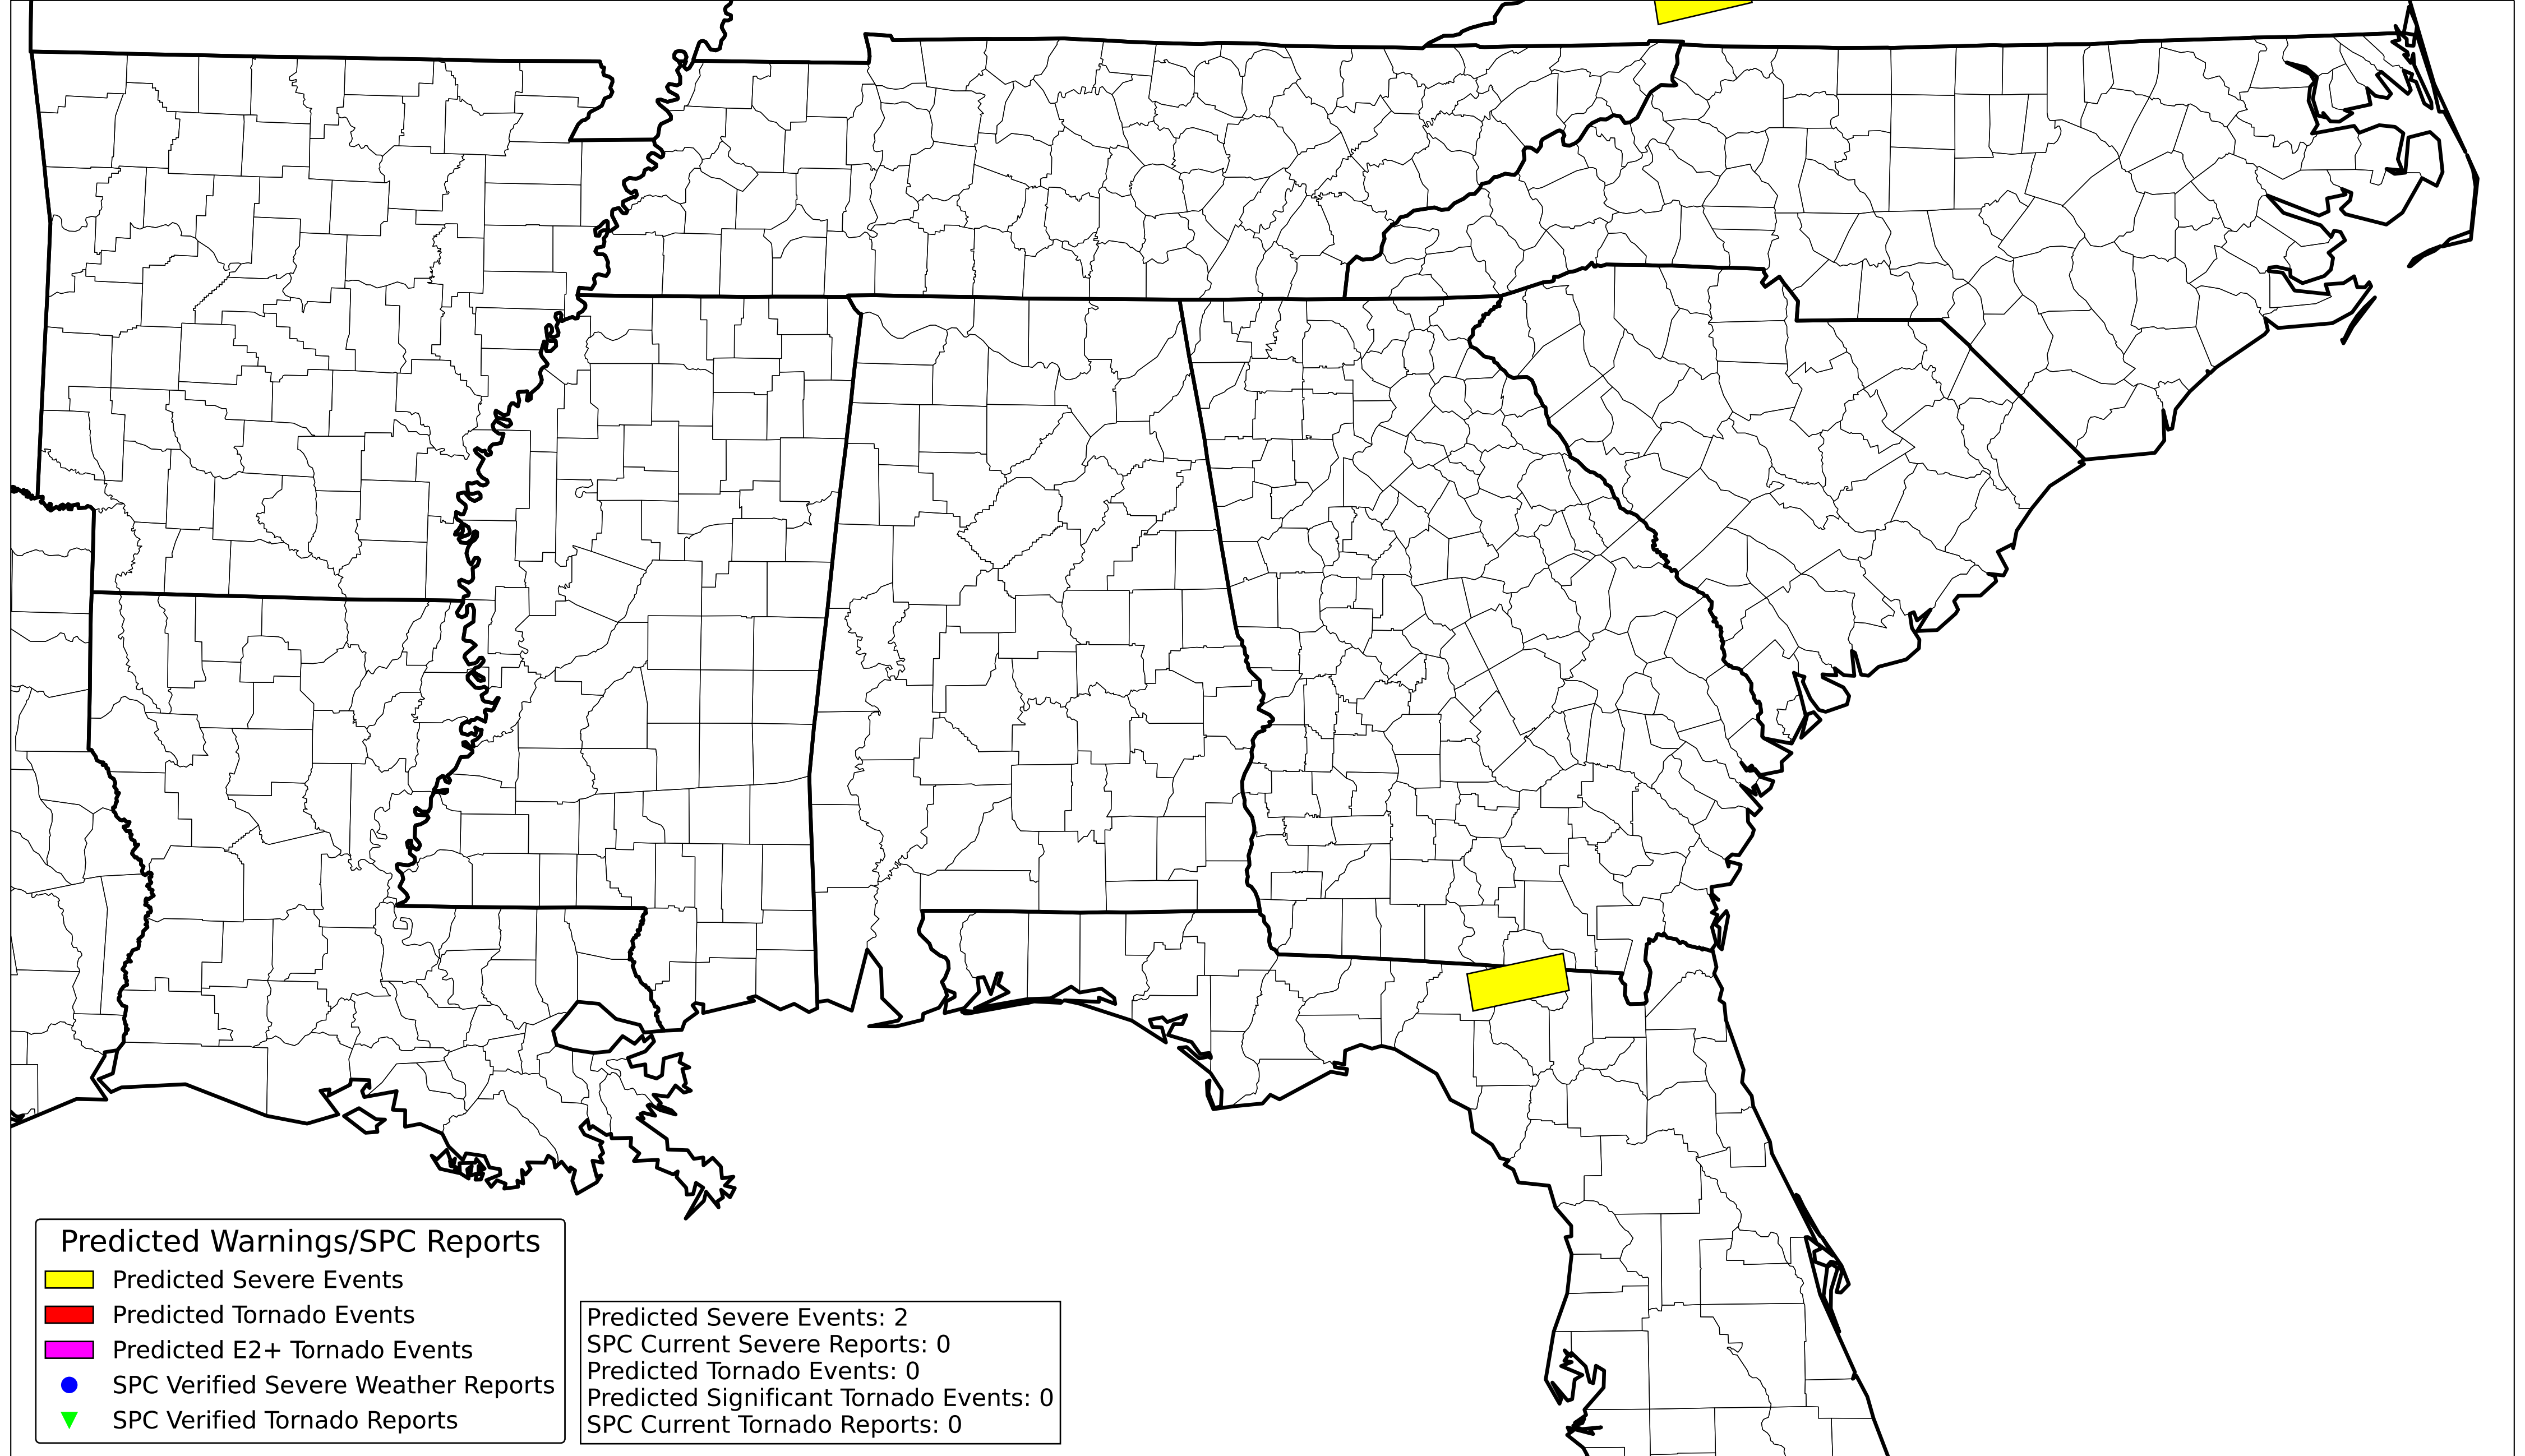 Predicted Warnings/SPC Reports
Predicted Severe Events
Predicted Tornado Events
Predicted E2+ Tornado Events
SPC Verified Severe Weather Reports
SPC Verified Tornado Reports
Predicted Severe Events: 2
SPC Current Severe Reports: 0
Predicted Tornado Events: 0
Predicted Significant Tornado Events: 0
SPC Current Tornado Reports: 0